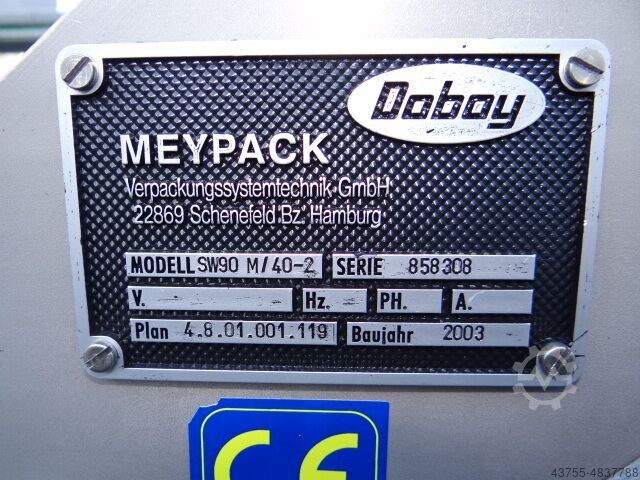 Doboy
MEYPACK
Verpackungssystemtechnik GmbH
22869 Schenefeld Bz. Hamburg
MODELL SW90 M/40-2 SERIE 858308
V. Hz. PH. A.
Plan 4.8.01.001.119 Baujahr 2003
CE
43755-4837788